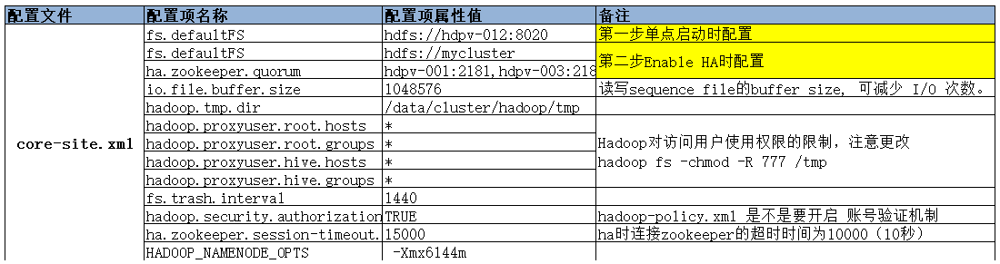 配置文件 配置项名称 配置项属性值 备注
fs.defaultFS hdfs://hdpv-012:8020 第一步单点启动时配置
fs.defaultFS hdfs://mycluster
第二步Enable HA时配置
ha.zookeeper.quorum hdpv-001:2181,hdpv-003:218
io.file.buffer.size 1048576 读写sequence file的buffer size, 可减少 I/O 次数。
hadoop.tmp.dir /data/cluster/hadoop/tmp
hadoop.proxyuser.root.hosts *
core-site.xml hadoop.proxyuser.root.groups * Hadoop对访问用户使用权限的限制，注意更改
hadoop.proxyuser.hive.hosts * hadoop fs -chmod -R 777 /tmp
hadoop.proxyuser.hive.groups *
fs.trash.interval 1440
hadoop.security.authorization TRUE hadoop-policy.xml 是不是要开启 账号验证机制
ha.zookeeper.session-timeout. 15000 ha时连接zookeeper的超时时间为10000（10秒）
HADOOP_NAMENODE_OPTS -Xmx6144m